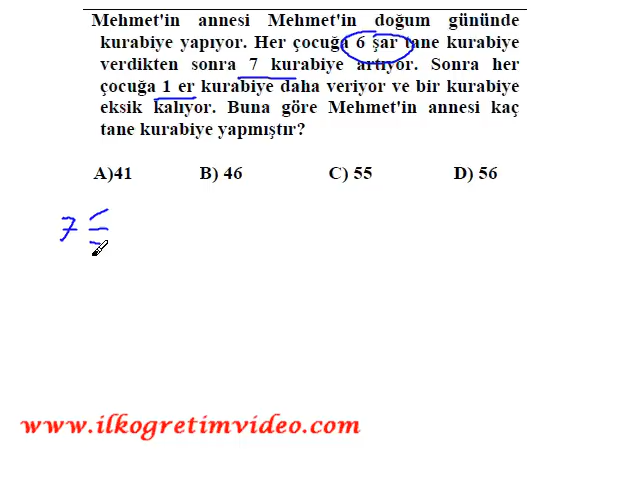 Mehmet'in annesi Mehmet'in doğum gününde
kurabiye yapıyor. Her çocuğa 6 şar tane kurabiye
verdikten sonra 7 kurabiye artıyor. Sonra her
çocuğa 1 er kurabiye daha veriyor ve bir kurabiye
eksik kalıyor. Buna göre Mehmet'in annesi kaç
tane kurabiye yapmıştır?
A)41 B) 46 C) 55 D) 56
7
www.ilkogretimvideo.com